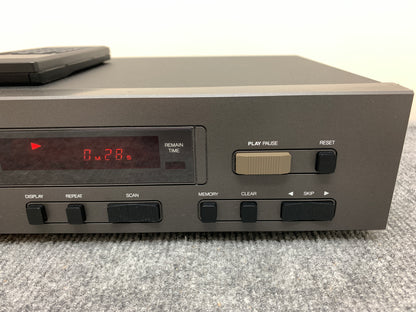 REMAIN
TIME
0 M 28 S
PLAY PAUSE
RESET
DISPLAY
REPEAT
SCAN
MEMORY
CLEAR
◀ SKIP ▶